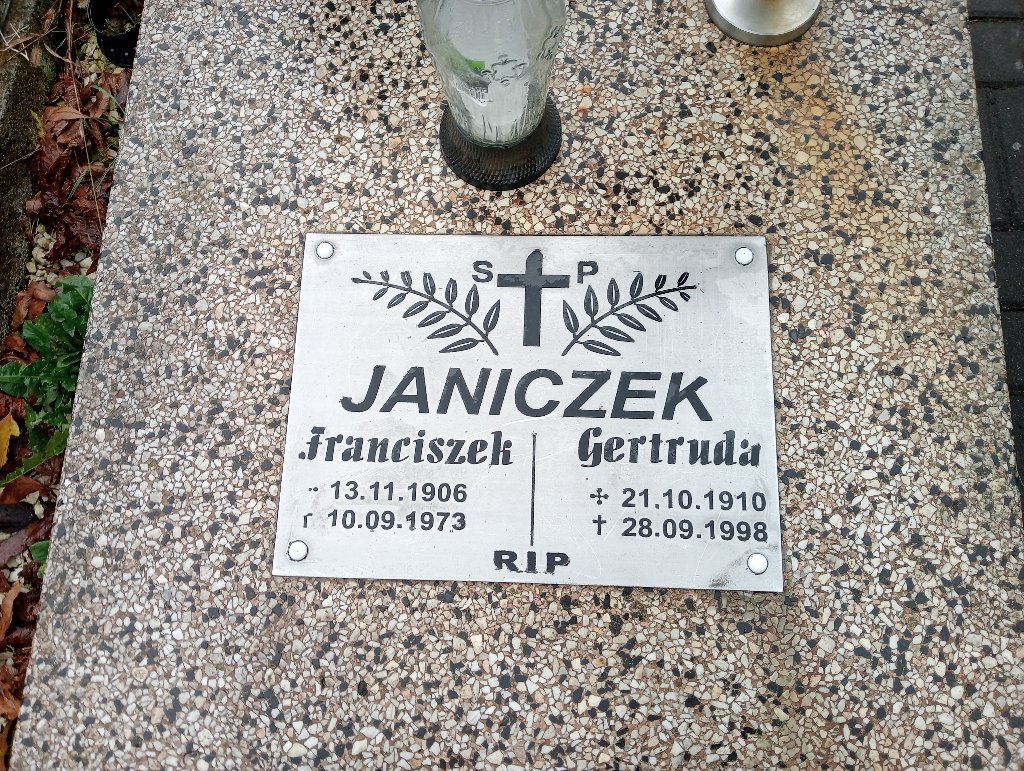 S P
JANICZEK
Franciszek
13.11.1906
10.09.1973
Gertruda
21.10.1910
† 28.09.1998
RIP